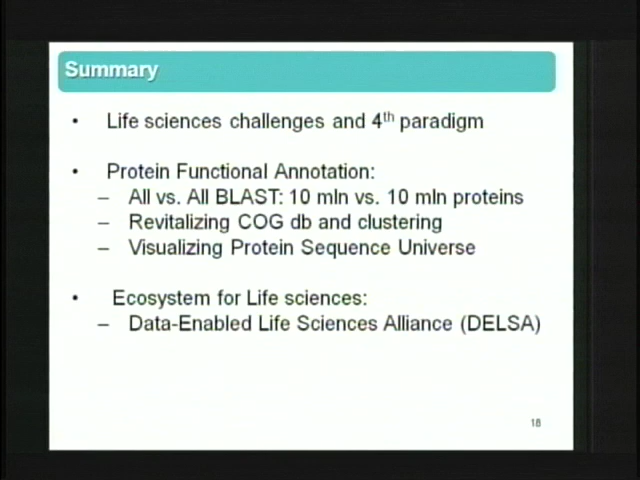 Summary
• Life sciences challenges and 4th paradigm
• Protein Functional Annotation:
– All vs. All BLAST: 10 mln vs. 10 mln proteins
– Revitalizing COG db and clustering
– Visualizing Protein Sequence Universe
• Ecosystem for Life sciences:
– Data-Enabled Life Sciences Alliance (DELSA)
18